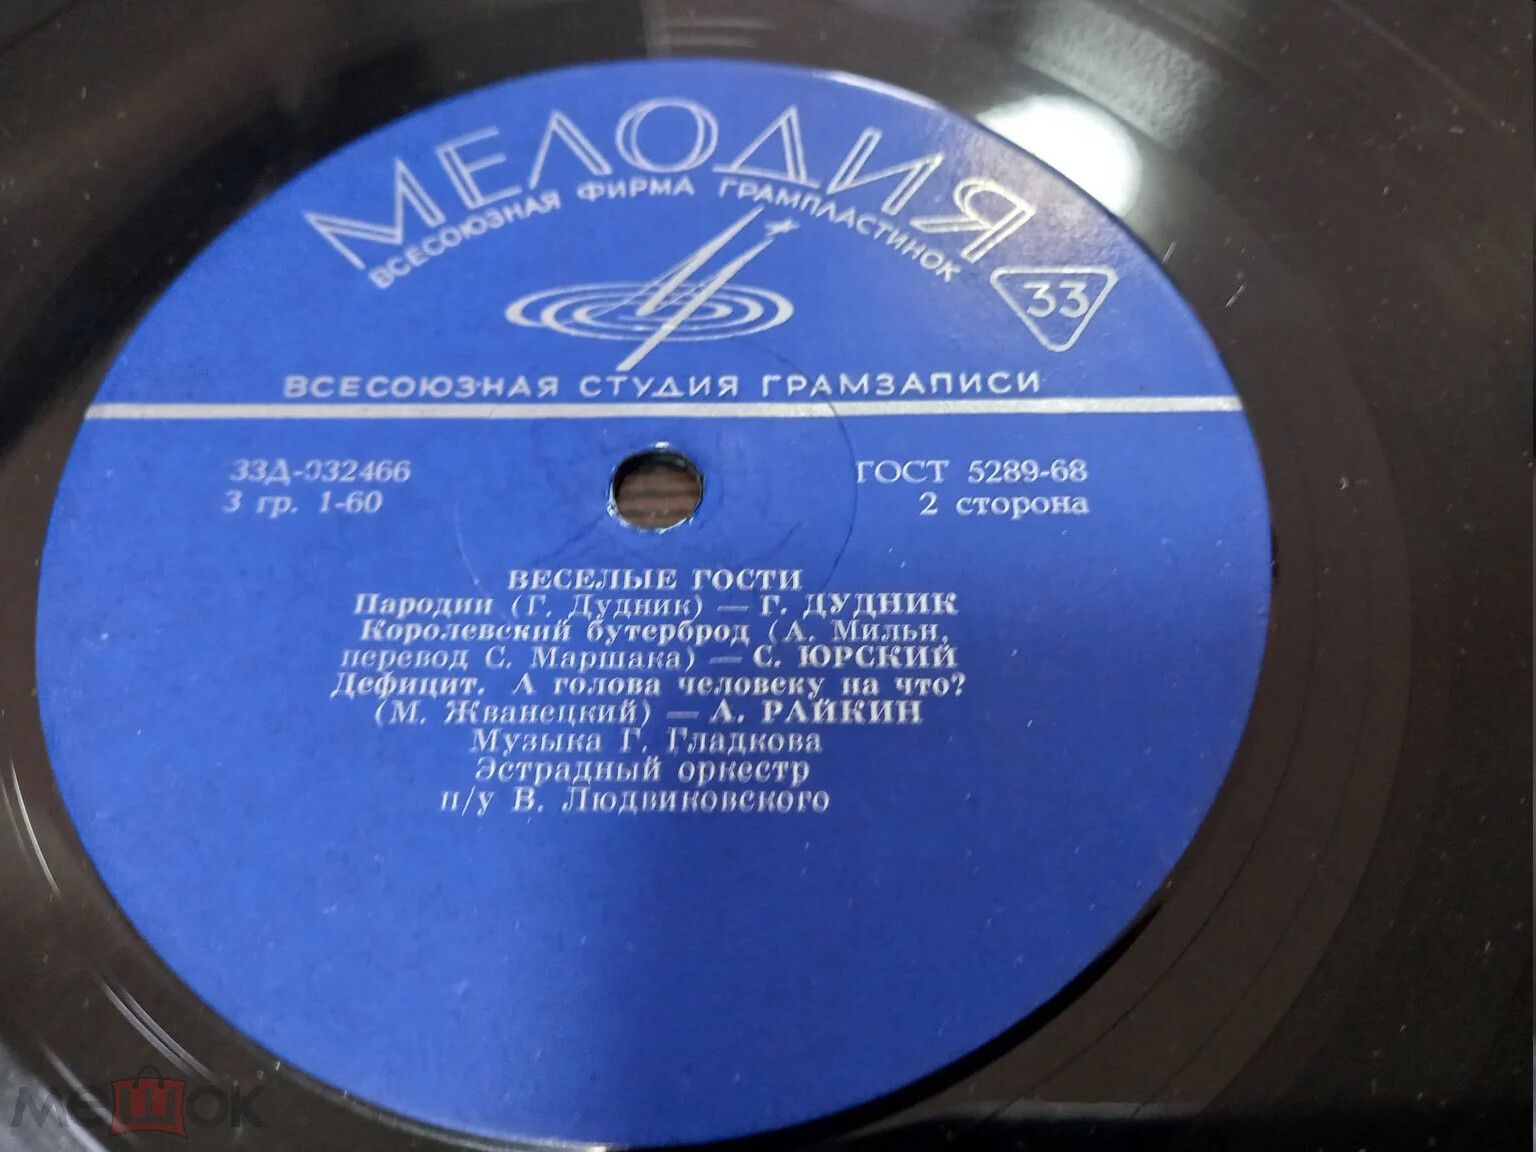 МЕЛОДИЯ
ВСЕСОЮЗНАЯ ФИРМА ГРАМПЛАСТИНОК
33
ВСЕСОЮЗНАЯ СТУДИЯ ГРАМЗАПИСИ
33Д-032466 ГОСТ 5289-68
3 гр. 1-60 2 сторона
ВЕСЕЛЫЕ ГОСТИ
Пародии (Г. Дудник) — Г. ДУДНИК
Королевский бутерброд (А. Мильн,
перевод С. Маршака) — С. ЮРСКИЙ
Дефицит. А голова человеку на что?
(М. Жванецкий) — А. РАЙКИН
Музыка Г. Гладкова
Эстрадный оркестр
п/у В. Людвиковского
мешок